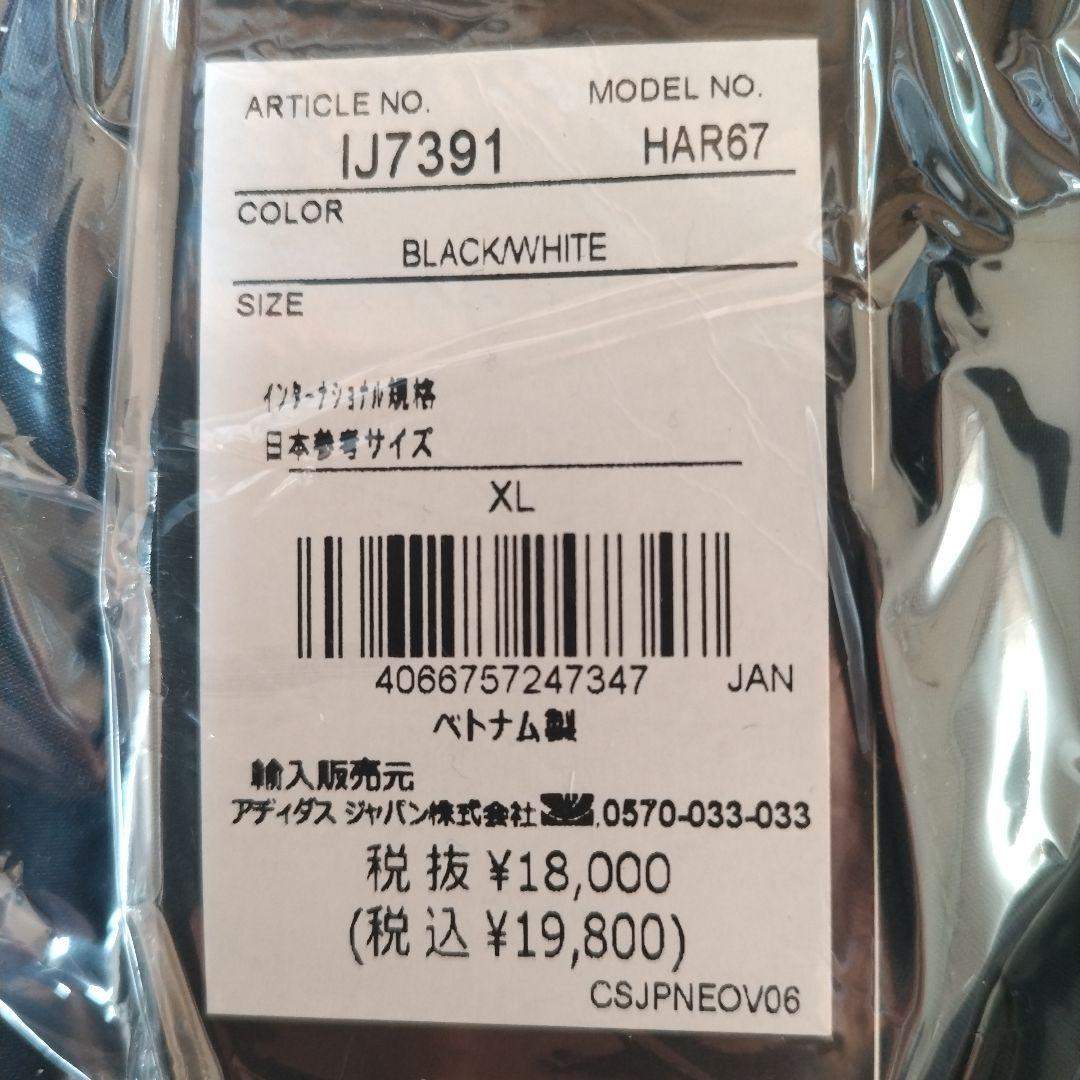 ARTICLE NO. MODEL NO.
IJ7391 HAR67
COLOR
BLACK/WHITE
SIZE
インターナショナル規格
日本参考サイズ
XL
4066757247347 JAN
ベトナム製
輸入販売元
アディダス ジャパン株式会社 0570-033-033
税抜 ¥18,000
(税込 ¥19,800)
CSJPNEOV06